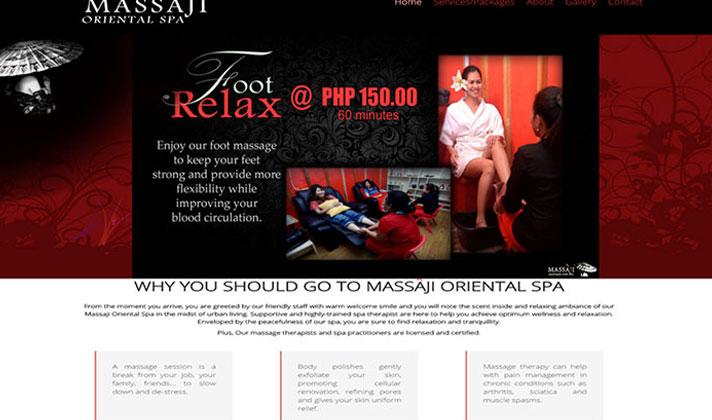 MASSAJI
ORIENTAL SPA
Home Services/Packages About Gallery Contact
Foot
Relax @ PHP 150.00
60 minutes
Enjoy our foot massage
to keep your feet
strong and provide more
flexibility while
improving your
blood circulation.
MASSAJI
WHY YOU SHOULD GO TO MASSÂJI ORIENTAL SPA
From the moment you arrive, you are greeted by our friendly staff with warm welcome smile and you will note the scent inside and relaxing ambiance of our
Massaji Oriental Spa in the midst of urban living. Supportive and highly-trained spa therapist are here to help you achieve optimum wellness and relaxation.
Enveloped by the peacefulness of our spa, you are sure to find relaxation and tranquillity.
Plus, Our massage therapists and spa practitioners are licensed and certified.
A massage session is a
break from your job, your
family, friends... to slow
down and de-stress.
Body polishes gently
exfoliate your skin,
promoting cellular
renovation, refining pores
and gives your skin uniform
relief.
Massage therapy can help
with pain management in
chronic conditions such as
arthritis, sciatica and
muscle spasms.